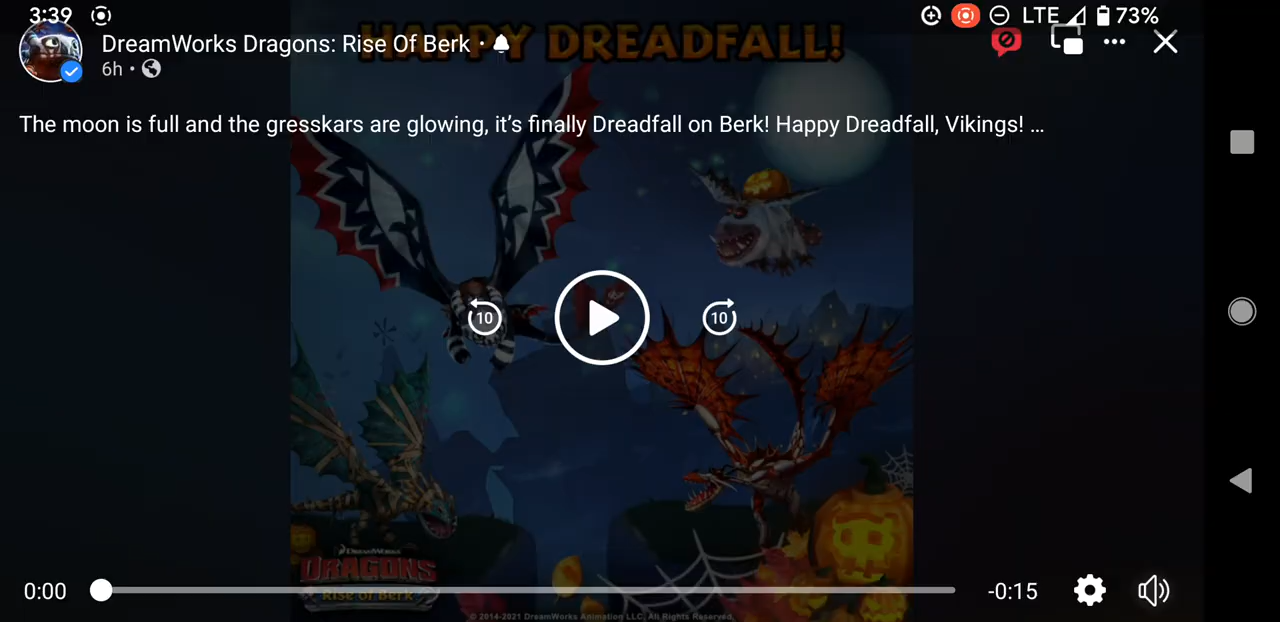 3:39 LTE 73%
HAPPY DREADFALL!
DreamWorks Dragons: Rise Of Berk ·
6h ·
The moon is full and the gresskars are glowing, it's finally Dreadfall on Berk! Happy Dreadfall, Vikings! ...
10 10
DREAMWORKS
DRAGONS
Rise of Berk
0:00 -0:15
© 2014-2021 DreamWorks Animation LLC. All Rights Reserved.